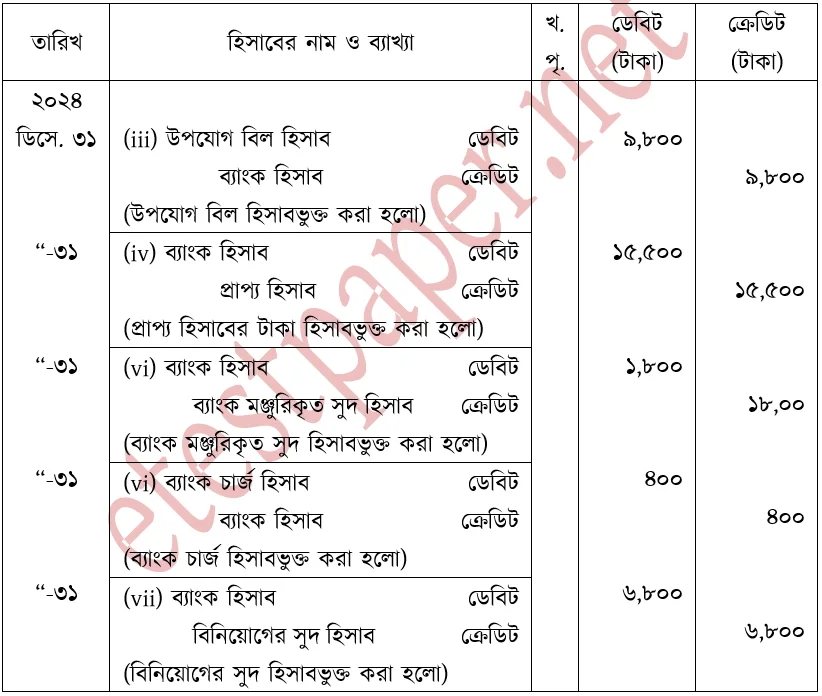 তারিখ হিসাবের নাম ও ব্যাখ্যা খ. পৃ. ডেবিট (টাকা) ক্রেডিট (টাকা)
২০২৪
ডিসে. ৩১ (iii) উপযোগ বিল হিসাব ডেবিট ৯,৮০০
ব্যাংক হিসাব ক্রেডিট ৯,৮০০
(উপযোগ বিল হিসাবভুক্ত করা হলো)
“-৩১ (iv) ব্যাংক হিসাব ডেবিট ১৫,৫০০
প্রাপ্য হিসাব ক্রেডিট ১৫,৫০০
(প্রাপ্য হিসাবের টাকা হিসাবভুক্ত করা হলো)
“-৩১ (vi) ব্যাংক হিসাব ডেবিট ১,৮০০
ব্যাংক মঞ্জুরিকৃত সুদ হিসাব ক্রেডিট ১৮,০০
(ব্যাংক মঞ্জুরিকৃত সুদ হিসাবভুক্ত করা হলো)
“-৩১ (vi) ব্যাংক চার্জ হিসাব ডেবিট ৪০০
ব্যাংক হিসাব ক্রেডিট ৪০০
(ব্যাংক চার্জ হিসাবভুক্ত করা হলো)
“-৩১ (vii) ব্যাংক হিসাব ডেবিট ৬,৮০০
বিনিয়োগের সুদ হিসাব ক্রেডিট ৬,৮০০
(বিনিয়োগের সুদ হিসাবভুক্ত করা হলো)
etestpaper.net